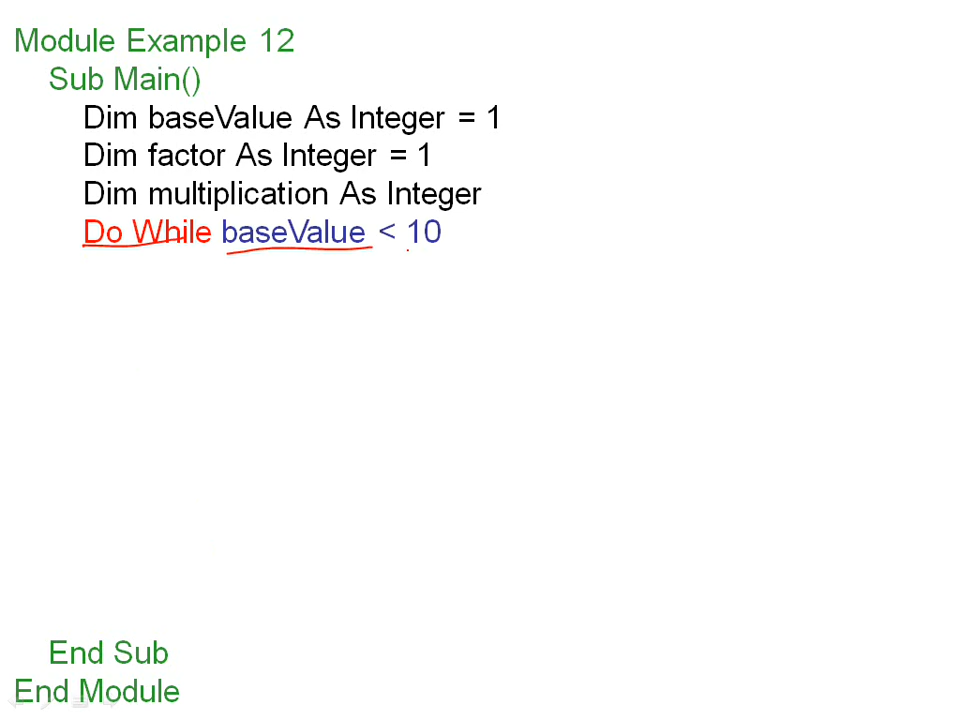 Module Example 12
Sub Main()
Dim baseValue As Integer = 1
Dim factor As Integer = 1
Dim multiplication As Integer
Do While baseValue < 10
End Sub
End Module